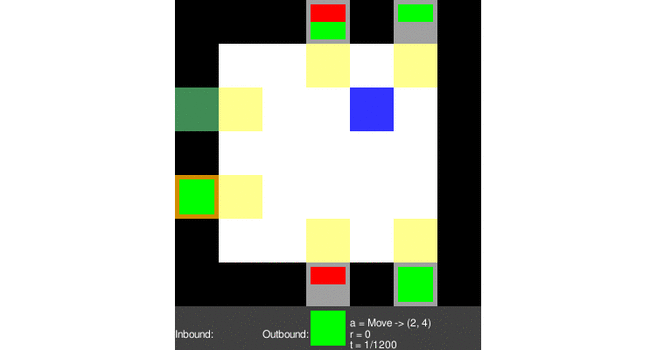 a = Move -> (2, 4)
Inbound: Outbound: r = 0
t = 1/1200